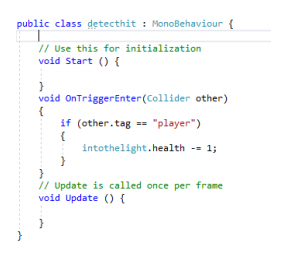 public class detecthit : MonoBehaviour {
// Use this for initialization
void Start () {
}
void OnTriggerEnter(Collider other)
{
if (other.tag == "player")
{
intothelight.health -= 1;
}
}
// Update is called once per frame
void Update () {
}
}